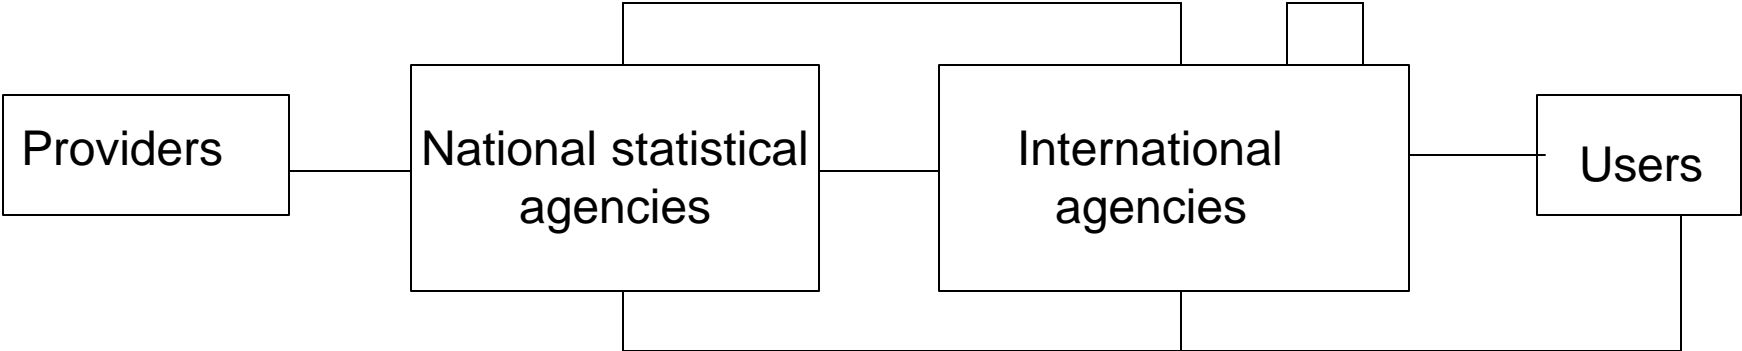 Providers
National statistical
agencies
International
agencies
Users